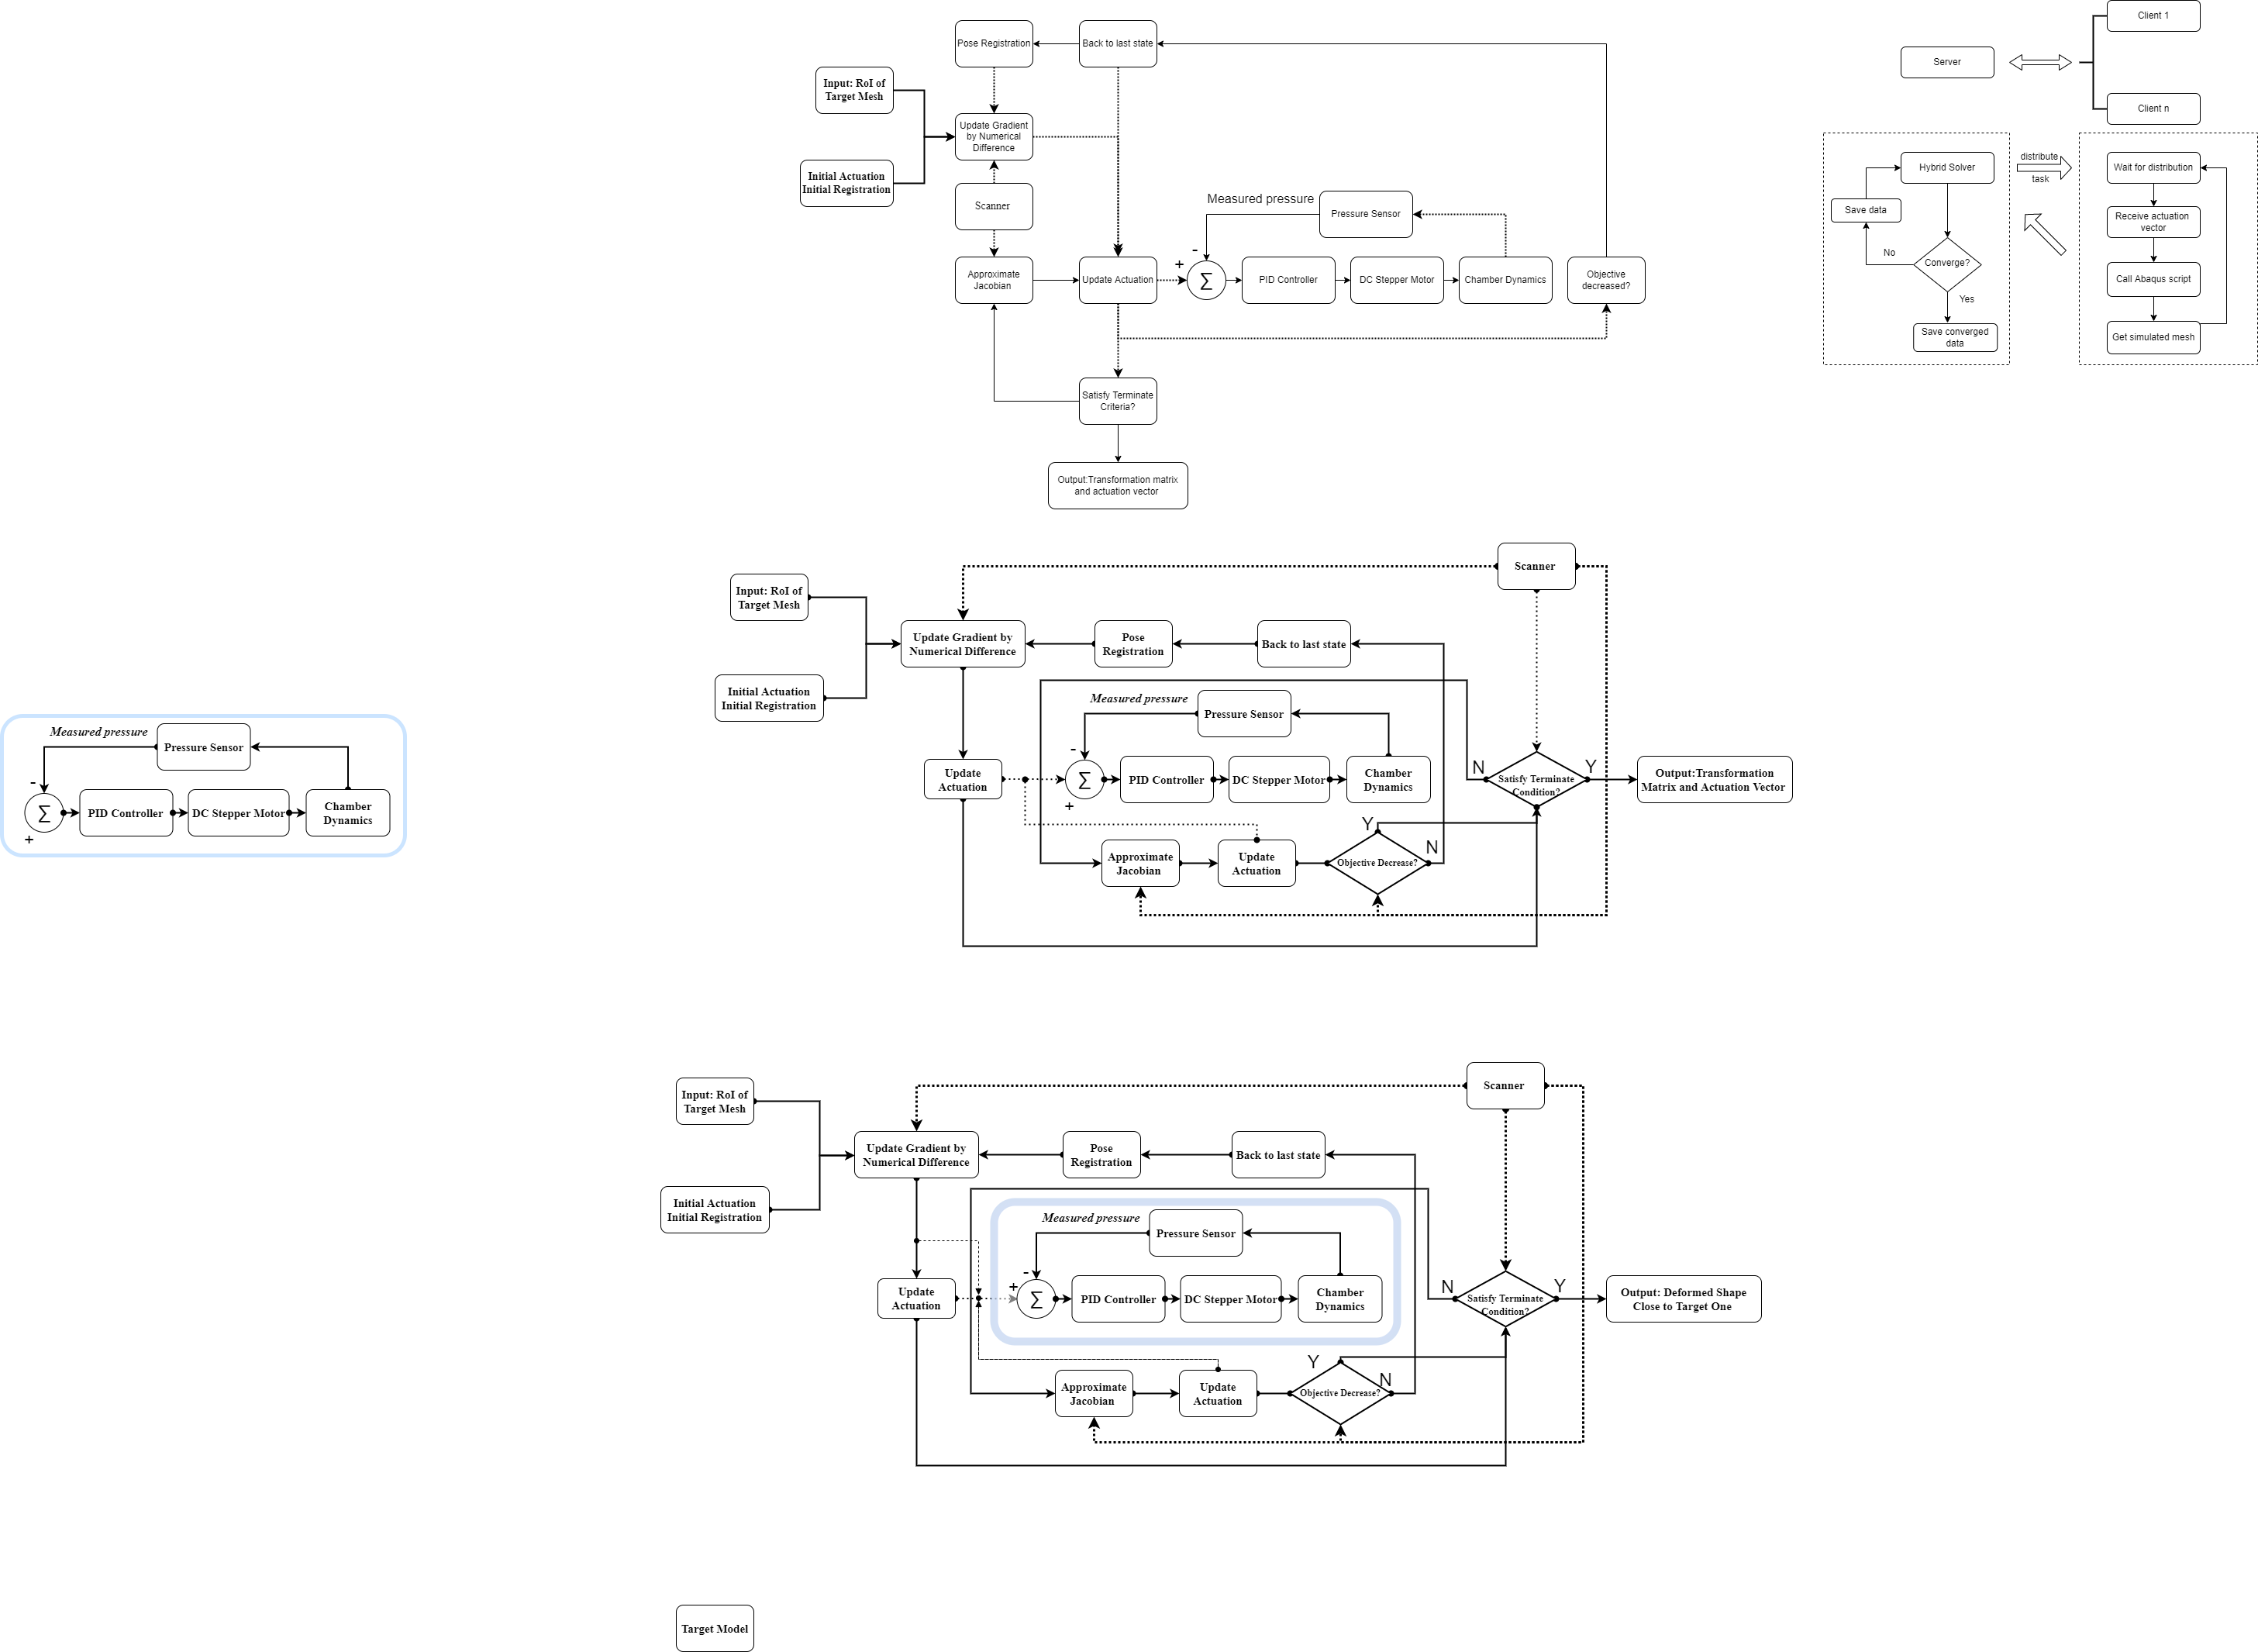 Pose Registration
Back to last state
Input: RoI of
Target Mesh
Update Gradient
by Numerical
Difference
Initial Actuation
Initial Registration
Scanner
Measured pressure
Pressure Sensor
-
+
Approximate
Jacobian
Update Actuation
Σ
PID Controller
DC Stepper Motor
Chamber Dynamics
Objective
decreased?
Satisfy Terminate
Criteria?
Output:Transformation matrix
and actuation vector
Client 1
Server
Client n
Hybrid Solver
distribute
task
Wait for distribution
Save data
Receive actuation
vector
No
Converge?
Call Abaqus script
Yes
Save converged
data
Get simulated mesh
Scanner
Input: RoI of
Target Mesh
Update Gradient by
Numerical Difference
Pose
Registration
Back to last state
Initial Actuation
Initial Registration
Measured pressure
Pressure Sensor
-
Update
Actuation
Σ
+
PID Controller
DC Stepper Motor
Chamber
Dynamics
N
Satisfy Terminate
Condition?
Y
Output:Transformation
Matrix and Actuation Vector
Approximate
Jacobian
Update
Actuation
Y
Objective Decrease?
N
Measured pressure
Pressure Sensor
-
Σ
+
PID Controller
DC Stepper Motor
Chamber
Dynamics
Scanner
Input: RoI of
Target Mesh
Update Gradient by
Numerical Difference
Pose
Registration
Back to last state
Initial Actuation
Initial Registration
Measured pressure
Pressure Sensor
-
+
Update
Actuation
Σ
PID Controller
DC Stepper Motor
Chamber
Dynamics
N
Satisfy Terminate
Condition?
Y
Output: Deformed Shape
Close to Target One
Approximate
Jacobian
Update
Actuation
Y
Objective Decrease?
N
Target Model